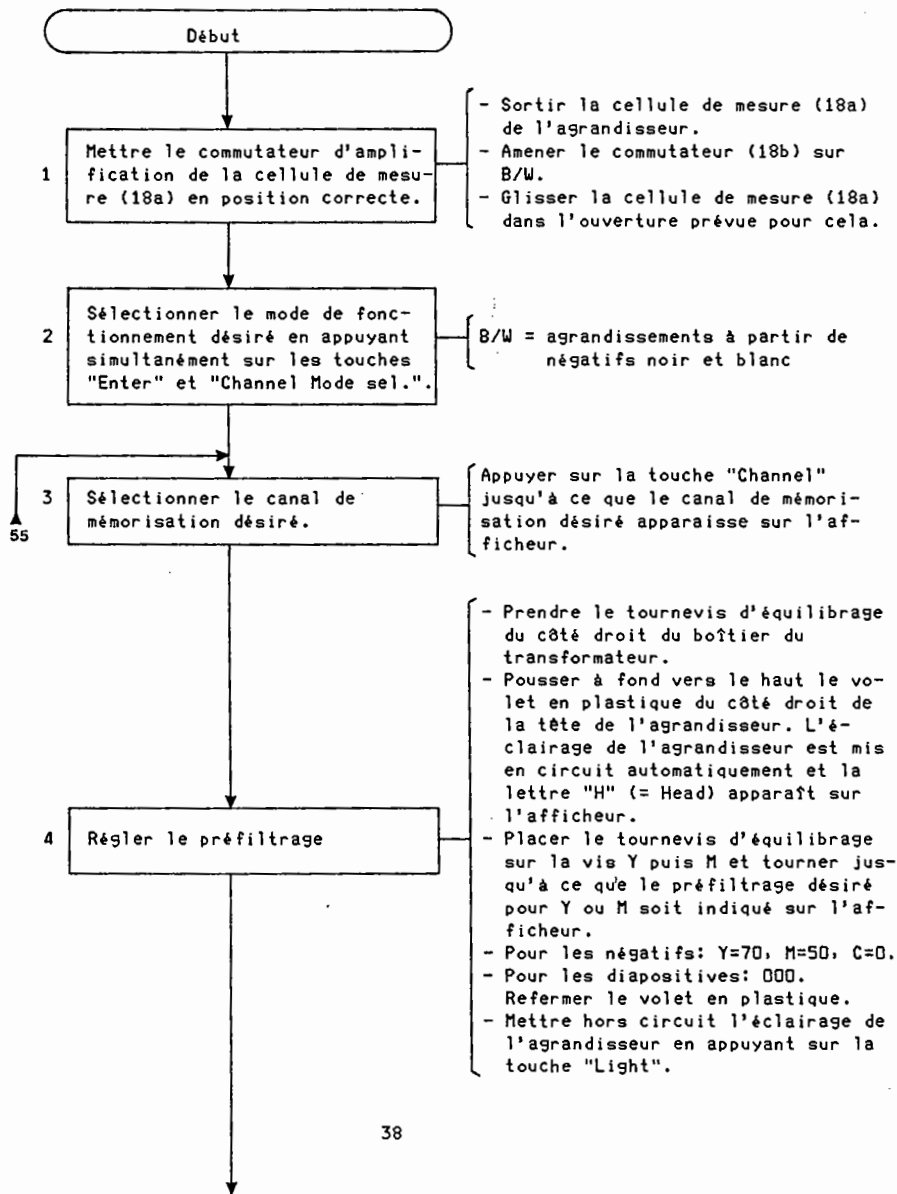 Début
1
Mettre le commutateur d'ampli-
fication de la cellule de mesu-
re (18a) en position correcte.
- Sortir la cellule de mesure (18a)
de l'agrandisseur.
- Amener le commutateur (18b) sur
B/W.
- Glisser la cellule de mesure (18a)
dans l'ouverture prévue pour cela.
2
Sélectionner le mode de fonc-
tionnement désiré en appuyant
simultanément sur les touches
"Enter" et "Channel Mode sel.".
B/W = agrandissements à partir de
négatifs noir et blanc
55
3
Sélectionner le canal de
mémorisation désiré.
Appuyer sur la touche "Channel"
jusqu'à ce que le canal de mémori-
sation désiré apparaisse sur l'af-
ficheur.
4
Régler le préfiltrage
- Prendre le tournevis d'équilibrage
du côté droit du boîtier du
transformateur.
- Pousser à fond vers le haut le vo-
let en plastique du côté droit de
la tête de l'agrandisseur. L'é-
clairage de l'agrandisseur est mis
en circuit automatiquement et la
lettre "H" (= Head) apparaît sur
l'afficheur.
- Placer le tournevis d'équilibrage
sur la vis Y puis M et tourner jus-
qu'à ce qu'e le préfiltrage désiré
pour Y ou M soit indiqué sur l'af-
ficheur.
- Pour les négatifs: Y=70, M=50, C=0.
- Pour les diapositives: 000.
Refermer le volet en plastique.
- Mettre hors circuit l'éclairage de
l'agrandisseur en appuyant sur la
touche "Light".
38